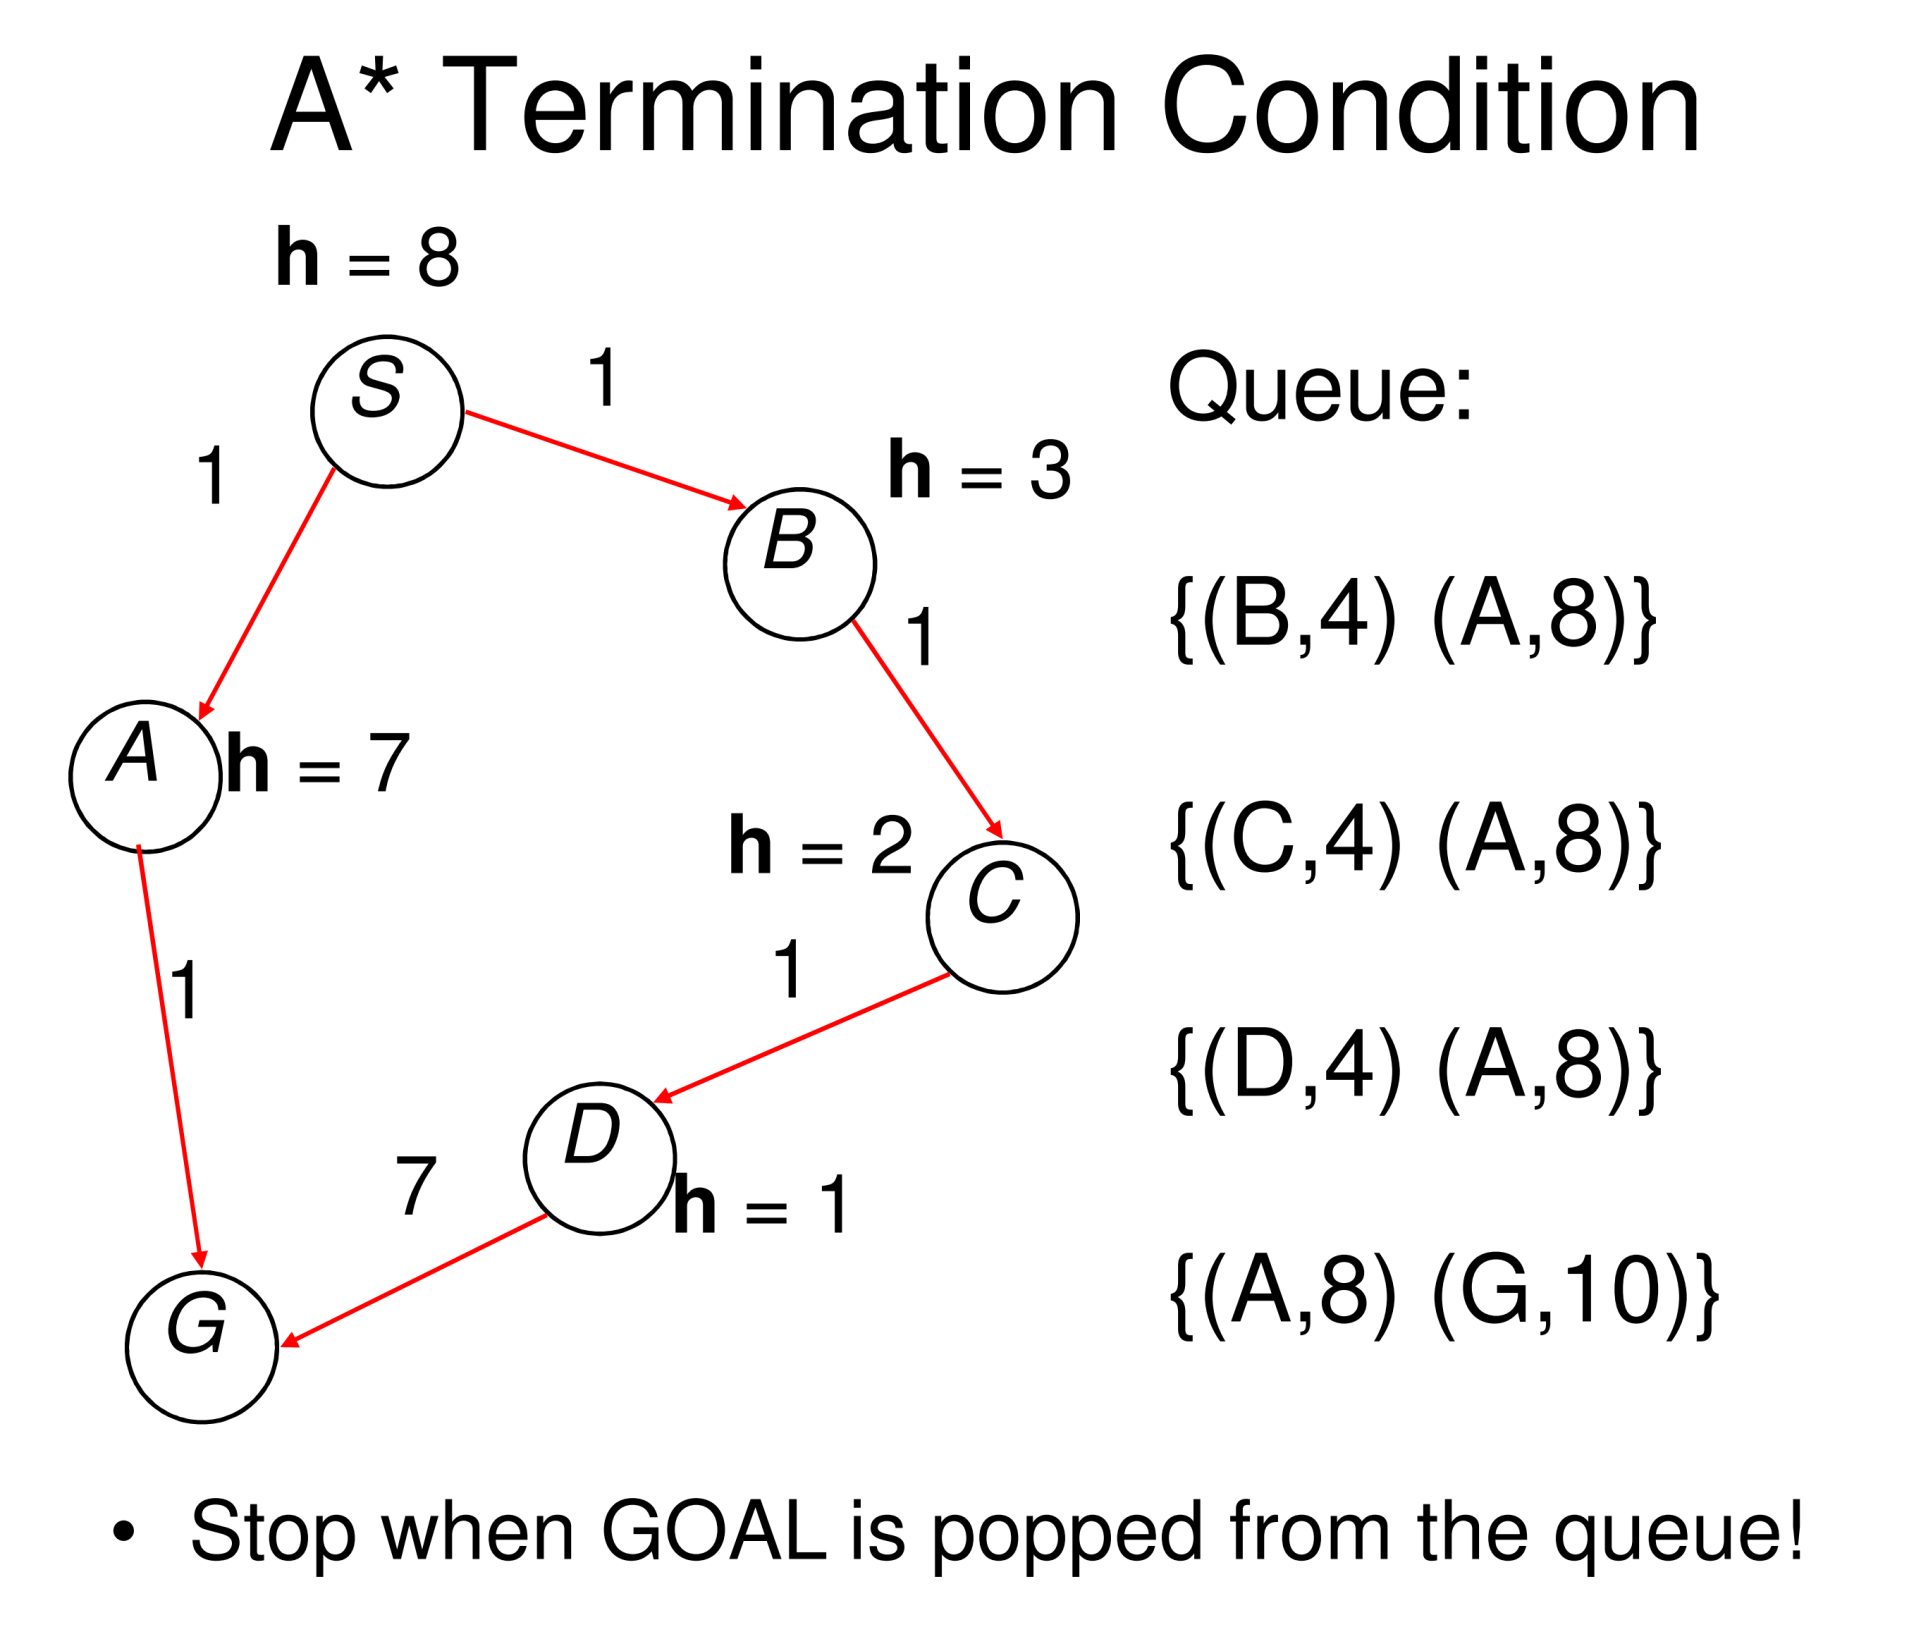 A* Termination Condition
h = 8
S
1
Queue:
1
h = 3
B
{(B,4) (A,8)}
1
A
h = 7
h = 2
C
{(C,4) (A,8)}
1
1
{(D,4) (A,8)}
D
7
h = 1
G
{(A,8) (G,10)}
• Stop when GOAL is popped from the queue!